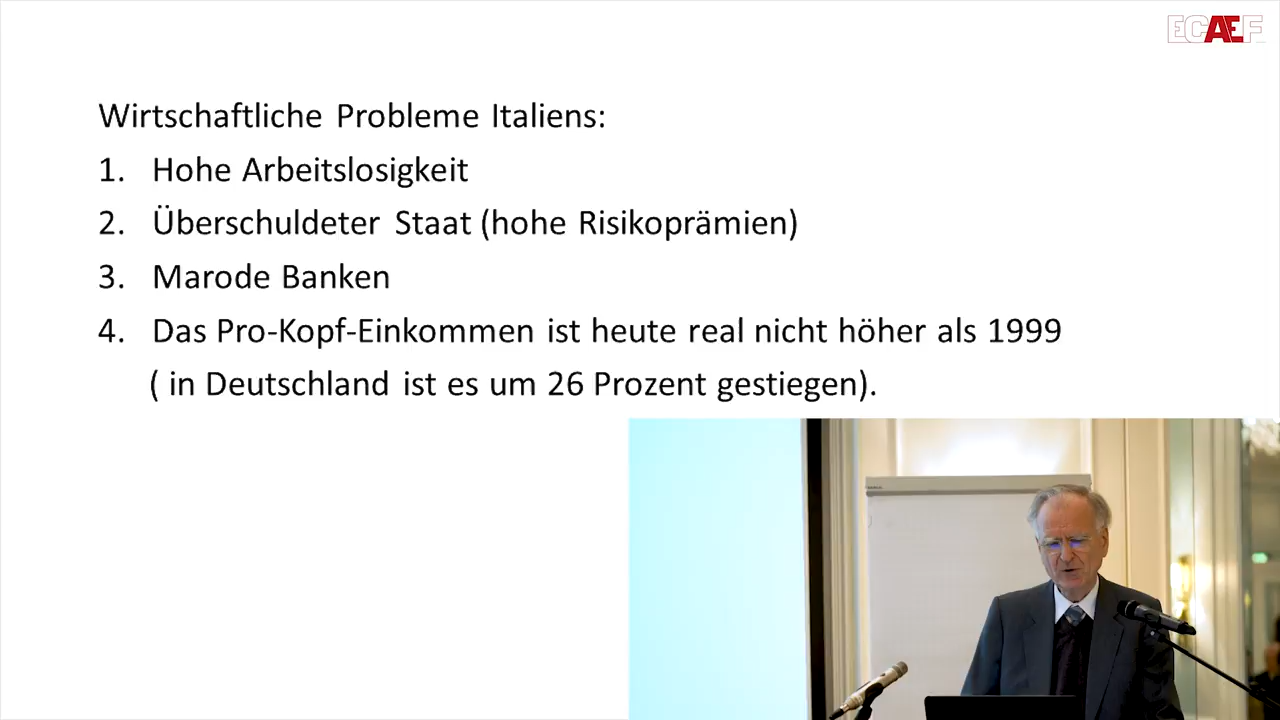 ECAEF
Wirtschaftliche Probleme Italiens:
1. Hohe Arbeitslosigkeit
2. Überschuldeter Staat (hohe Risikoprämien)
3. Marode Banken
4. Das Pro-Kopf-Einkommen ist heute real nicht höher als 1999
( in Deutschland ist es um 26 Prozent gestiegen).